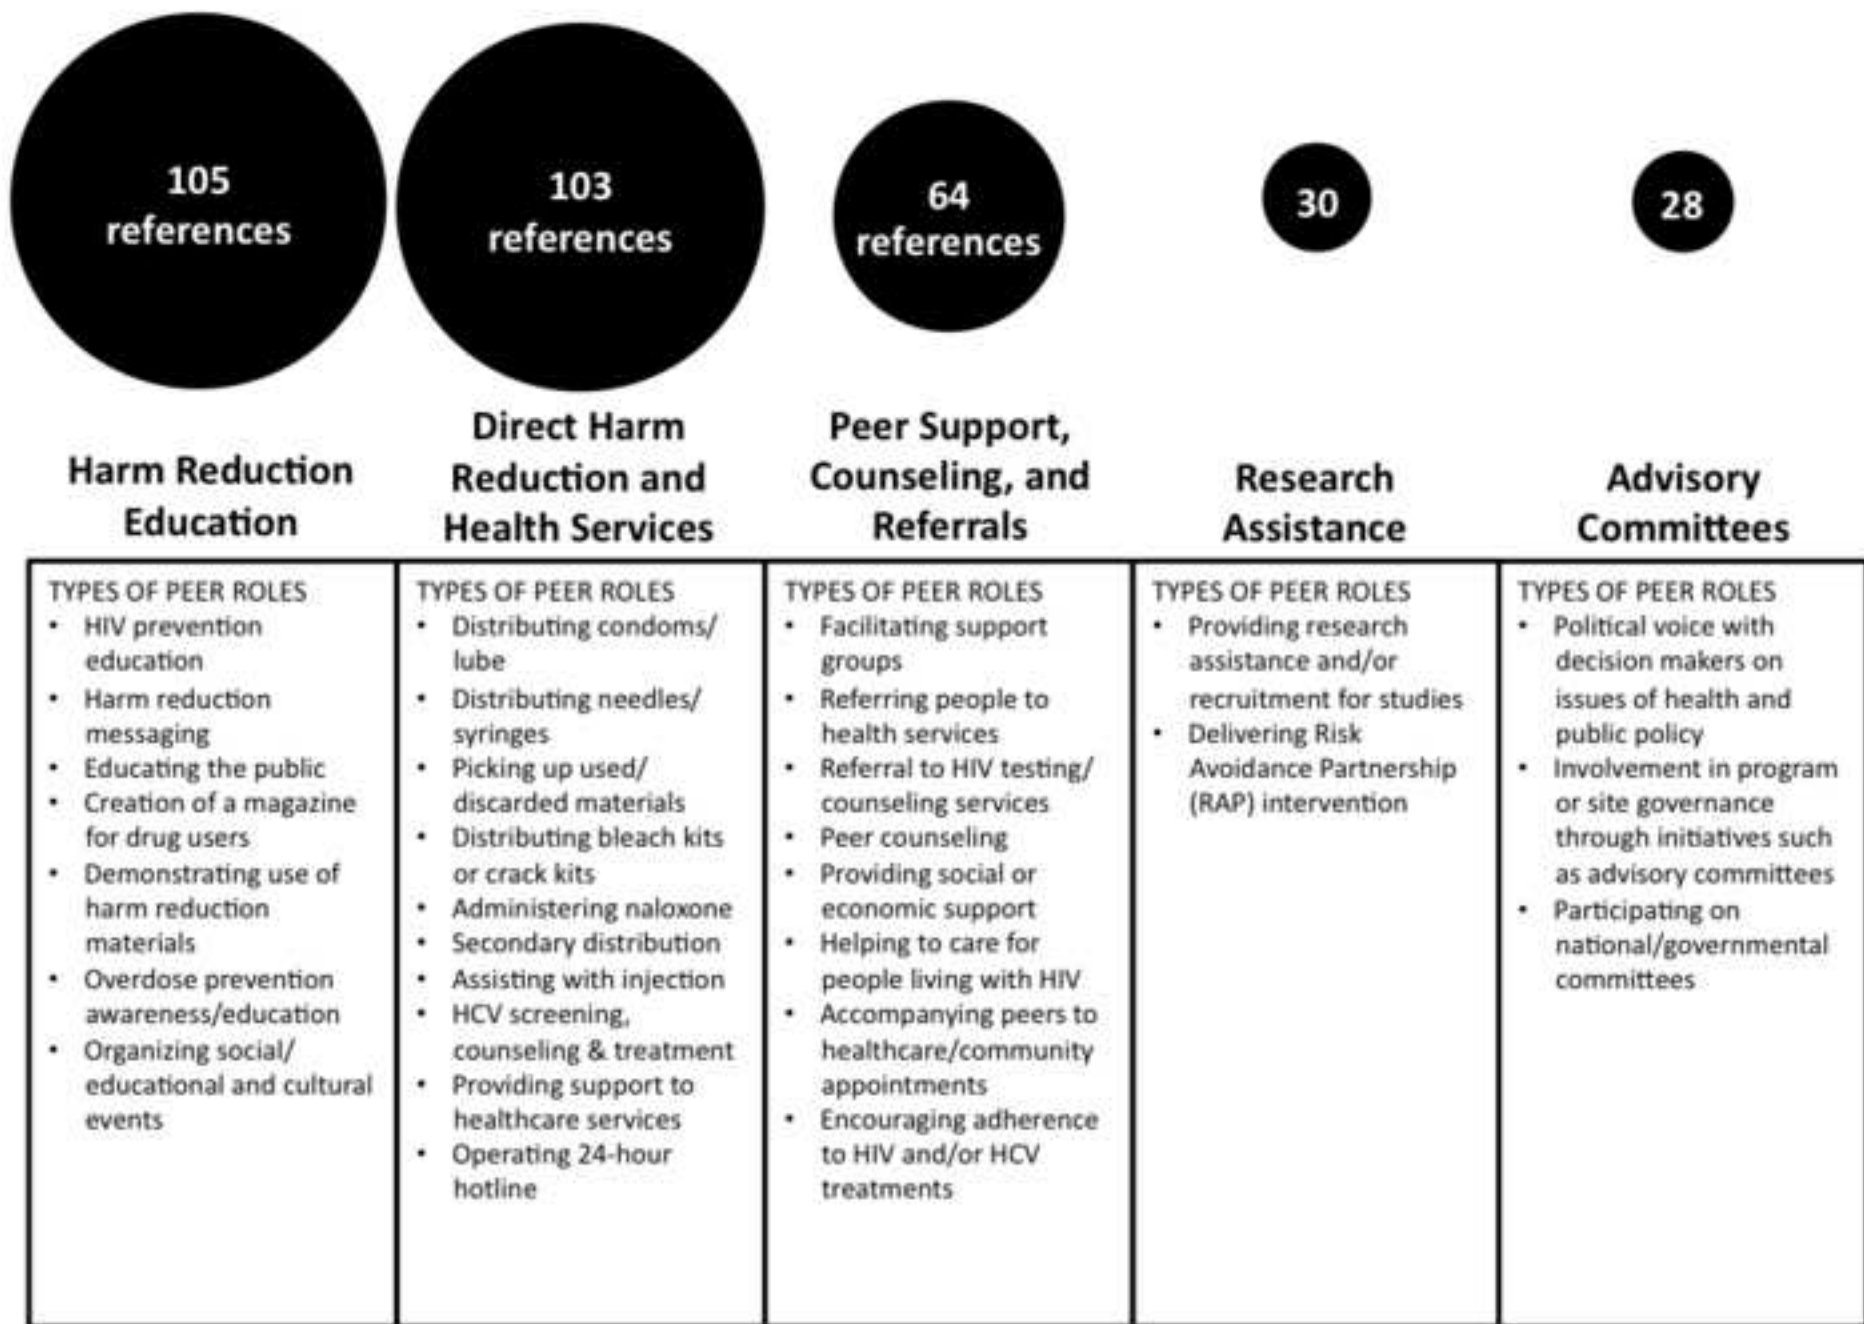 105
references
103
references
64
references
30
28
Harm Reduction
Education
Direct Harm
Reduction and
Health Services
Peer Support,
Counseling, and
Referrals
Research
Assistance
Advisory
Committees
TYPES OF PEER ROLES
• HIV prevention
education
• Harm reduction
messaging
• Educating the public
• Creation of a magazine
for drug users
• Demonstrating use of
harm reduction
materials
• Overdose prevention
awareness/education
• Organizing social/
educational and cultural
events
TYPES OF PEER ROLES
• Distributing condoms/
lube
• Distributing needles/
syringes
• Picking up used/
discarded materials
• Distributing bleach kits
or crack kits
• Administering naloxone
• Secondary distribution
• Assisting with injection
• HCV screening,
counseling & treatment
• Providing support to
healthcare services
• Operating 24-hour
hotline
TYPES OF PEER ROLES
• Facilitating support
groups
• Referring people to
health services
• Referral to HIV testing/
counseling services
• Peer counseling
• Providing social or
economic support
• Helping to care for
people living with HIV
• Accompanying peers to
healthcare/community
appointments
• Encouraging adherence
to HIV and/or HCV
treatments
TYPES OF PEER ROLES
• Providing research
assistance and/or
recruitment for studies
• Delivering Risk
Avoidance Partnership
(RAP) intervention
TYPES OF PEER ROLES
• Political voice with
decision makers on
issues of health and
public policy
• Involvement in program
or site governance
through initiatives such
as advisory committees
• Participating on
national/governmental
committees